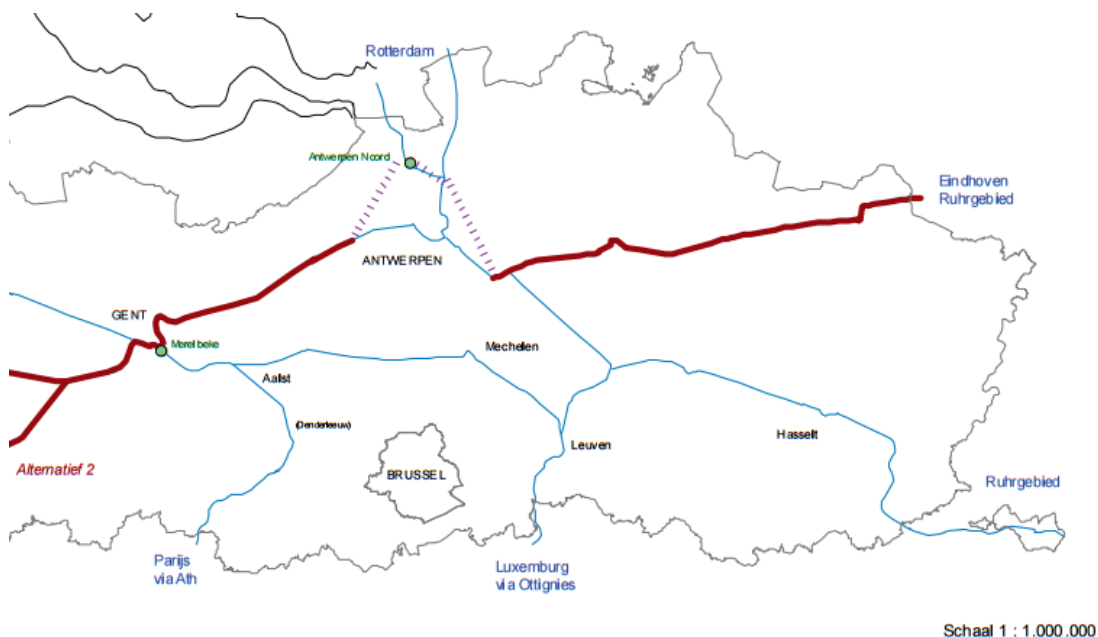 Rotterdam
Antwerpen Noord
Eindhoven
Ruhrgebied
ANTWERPEN
GENT
Merelbeke
Mechelen
Aalst
(Denderleeuw)
Leuven
Hasselt
BRUSSEL
Alternatief 2
Ruhrgebied
Parijs
via Ath
Luxemburg
via Ottignies
Schaal 1 : 1.000.000